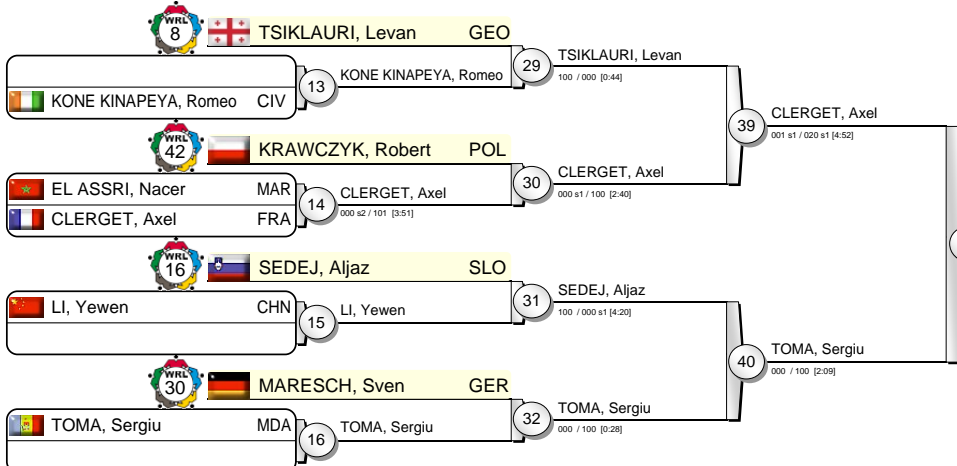 WRL
8
TSIKLAURI, Levan GEO
KONE KINAPEYA, Romeo CIV
13
KONE KINAPEYA, Romeo
29
TSIKLAURI, Levan
100 / 000 [0:44]
WRL
42
KRAWCZYK, Robert POL
EL ASSRI, Nacer MAR
CLERGET, Axel FRA
14
CLERGET, Axel
000 s2 / 101 [3:51]
30
CLERGET, Axel
000 s1 / 100 [2:40]
39
CLERGET, Axel
001 s1 / 020 s1 [4:52]
WRL
16
SEDEJ, Aljaz SLO
LI, Yewen CHN
15
LI, Yewen
31
SEDEJ, Aljaz
100 / 000 s1 [4:20]
WRL
30
MARESCH, Sven GER
TOMA, Sergiu MDA
16
TOMA, Sergiu
32
TOMA, Sergiu
000 / 100 [0:28]
40
TOMA, Sergiu
000 / 100 [2:09]